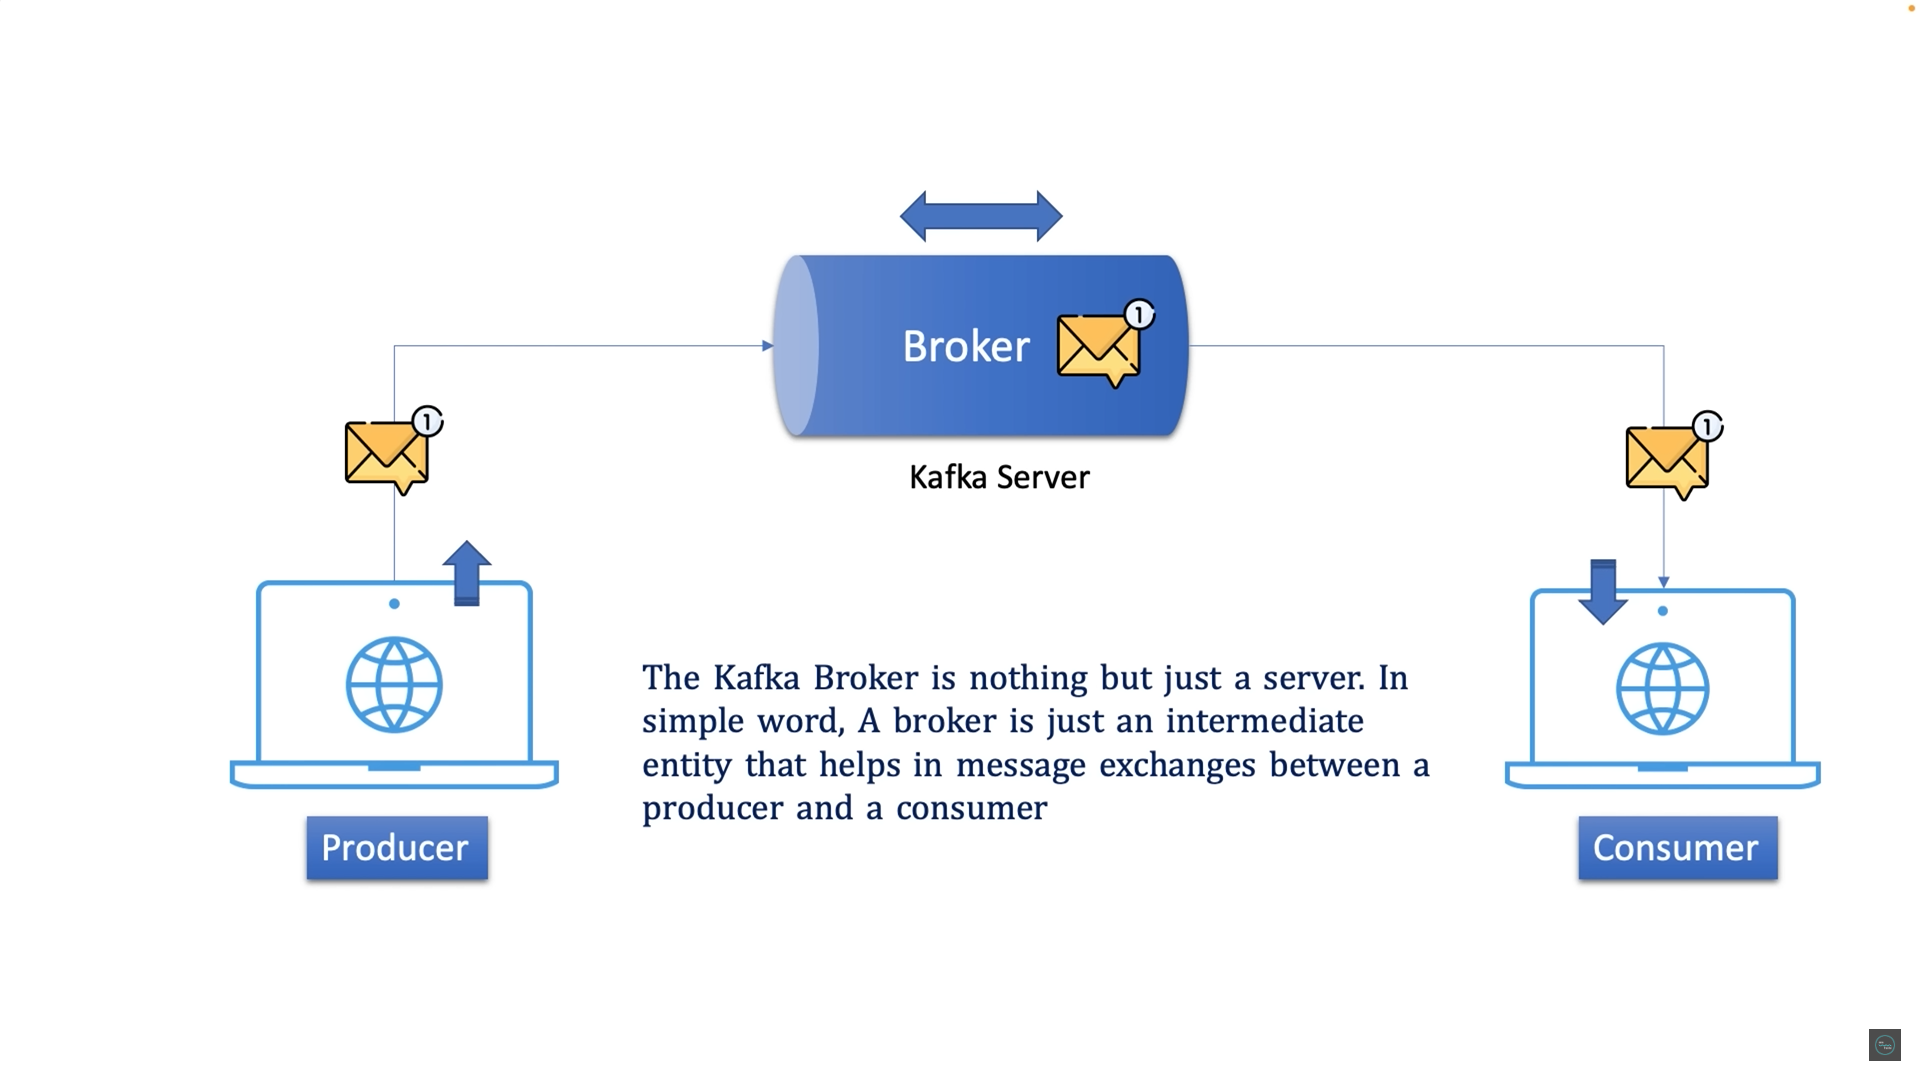 Broker
1
Kafka Server
1
1
The Kafka Broker is nothing but just a server. In
simple word, A broker is just an intermediate
entity that helps in message exchanges between a
producer and a consumer
Producer
Consumer